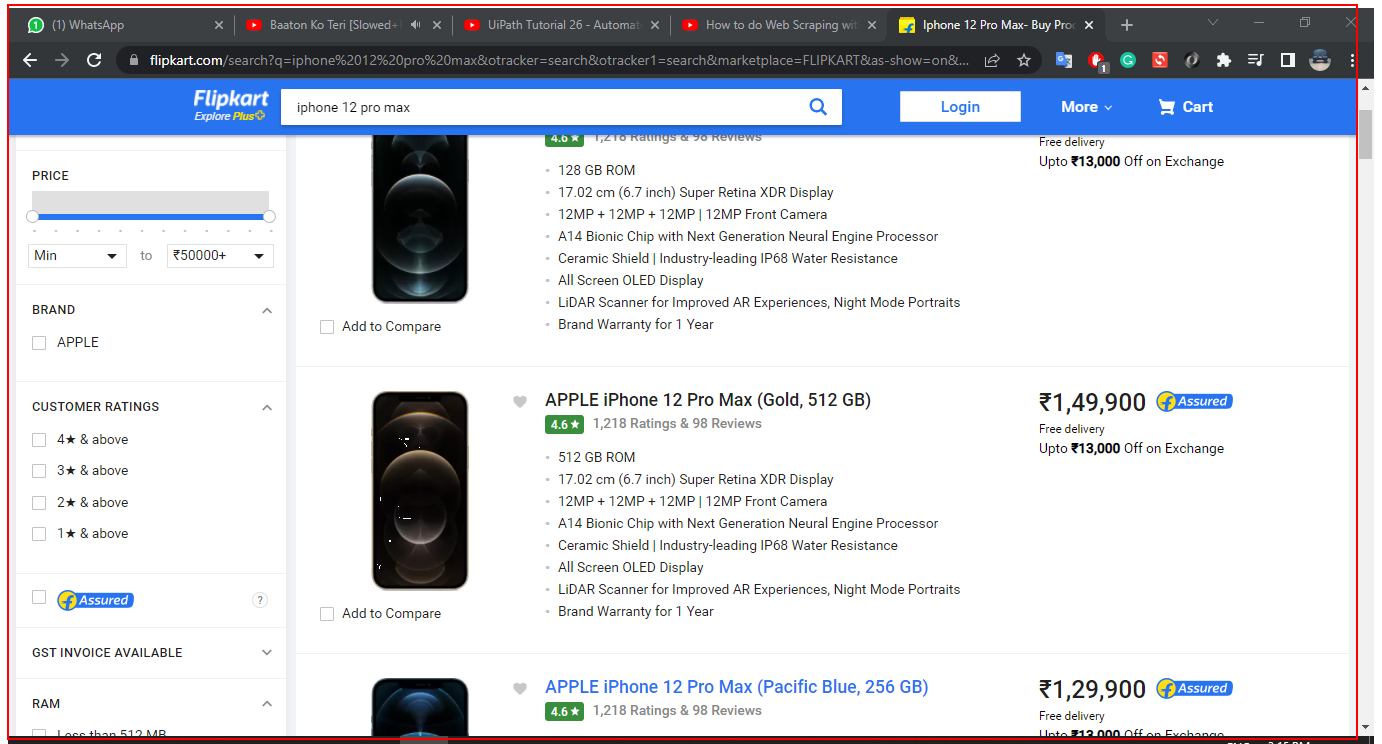 (1) WhatsApp
Baaton Ko Teri [Slowed+
UiPath Tutorial 26 - Automat
How to do Web Scraping wit
Iphone 12 Pro Max- Buy Proc
flipkart.com/search?q=iphone%2012%20pro%20max&otracker=search&otracker1=search&marketplace=FLIPKART&as-show=on&...
1
Flipkart
Explore Plus
iphone 12 pro max
Login
More
Cart
PRICE
Min to ₹50000+
BRAND
APPLE
CUSTOMER RATINGS
4★ & above
3★ & above
2★ & above
1★ & above
Assured
?
GST INVOICE AVAILABLE
RAM
Less than 512 MB
4.6★ 1,218 Ratings & 98 Reviews
128 GB ROM
17.02 cm (6.7 inch) Super Retina XDR Display
12MP + 12MP + 12MP | 12MP Front Camera
A14 Bionic Chip with Next Generation Neural Engine Processor
Ceramic Shield | Industry-leading IP68 Water Resistance
All Screen OLED Display
LiDAR Scanner for Improved AR Experiences, Night Mode Portraits
Brand Warranty for 1 Year
Free delivery
Upto ₹13,000 Off on Exchange
Add to Compare
APPLE iPhone 12 Pro Max (Gold, 512 GB)
4.6★ 1,218 Ratings & 98 Reviews
512 GB ROM
17.02 cm (6.7 inch) Super Retina XDR Display
12MP + 12MP + 12MP | 12MP Front Camera
A14 Bionic Chip with Next Generation Neural Engine Processor
Ceramic Shield | Industry-leading IP68 Water Resistance
All Screen OLED Display
LiDAR Scanner for Improved AR Experiences, Night Mode Portraits
Brand Warranty for 1 Year
₹1,49,900 Assured
Free delivery
Upto ₹13,000 Off on Exchange
Add to Compare
APPLE iPhone 12 Pro Max (Pacific Blue, 256 GB)
4.6★ 1,218 Ratings & 98 Reviews
₹1,29,900 Assured
Free delivery
Upto ₹13,000 Off on Exchange